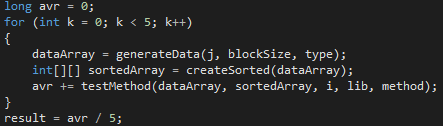 long avr = 0;
for (int k = 0; k < 5; k++)
{
    dataArray = generateData(j, blockSize, type);
    int[][] sortedArray = createSorted(dataArray);
    avr += testMethod(dataArray, sortedArray, i, lib, method);
}
result = avr / 5;